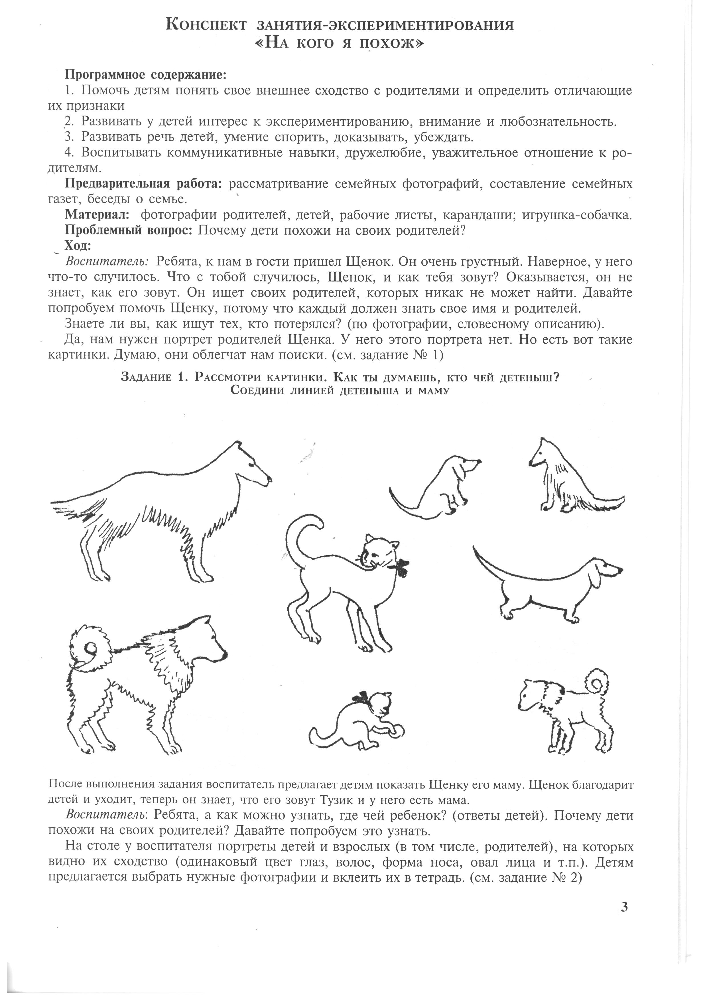 Конспект занятия-экспериментирования
«На кого я похож»
Программное содержание:
1. Помочь детям понять свое внешнее сходство с родителями и определить отличающие
их признаки
2. Развивать у детей интерес к экспериментированию, внимание и любознательность.
3. Развивать речь детей, умение спорить, доказывать, убеждать.
4. Воспитывать коммуникативные навыки, дружелюбие, уважительное отношение к ро-
дителям.
Предварительная работа: рассматривание семейных фотографий, составление семейных
газет, беседы о семье.
Материал: фотографии родителей, детей, рабочие листы, карандаши; игрушка-собачка.
Проблемный вопрос: Почему дети похожи на своих родителей?
Ход:
Воспитатель: Ребята, к нам в гости пришел Щенок. Он очень грустный. Наверное, у него
что-то случилось. Что с тобой случилось, Щенок, и как тебя зовут? Оказывается, он не
знает, как его зовут. Он ищет своих родителей, которых никак не может найти. Давайте
попробуем помочь Щенку, потому что каждый должен знать свое имя и родителей.
Знаете ли вы, как ищут тех, кто потерялся? (по фотографии, словесному описанию).
Да, нам нужен портрет родителей Щенка. У него этого портрета нет. Но есть вот такие
картинки. Думаю, они облегчат нам поиски. (см. задание № 1)
Задание 1. Рассмотри картинки. Как ты думаешь, кто чей детеныш?
Соедини линией детеныша и маму
После выполнения задания воспитатель предлагает детям показать Щенку его маму. Щенок благодарит
детей и уходит, теперь он знает, что его зовут Тузик и у него есть мама.
Воспитатель: Ребята, а как можно узнать, где чей ребенок? (ответы детей). Почему дети
похожи на своих родителей? Давайте попробуем это узнать.
На столе у воспитателя портреты детей и взрослых (в том числе, родителей), на которых
видно их сходство (одинаковый цвет глаз, волос, форма носа, овал лица и т.п.). Детям
предлагается выбрать нужные фотографии и вклеить их в тетрадь. (см. задание № 2)
3